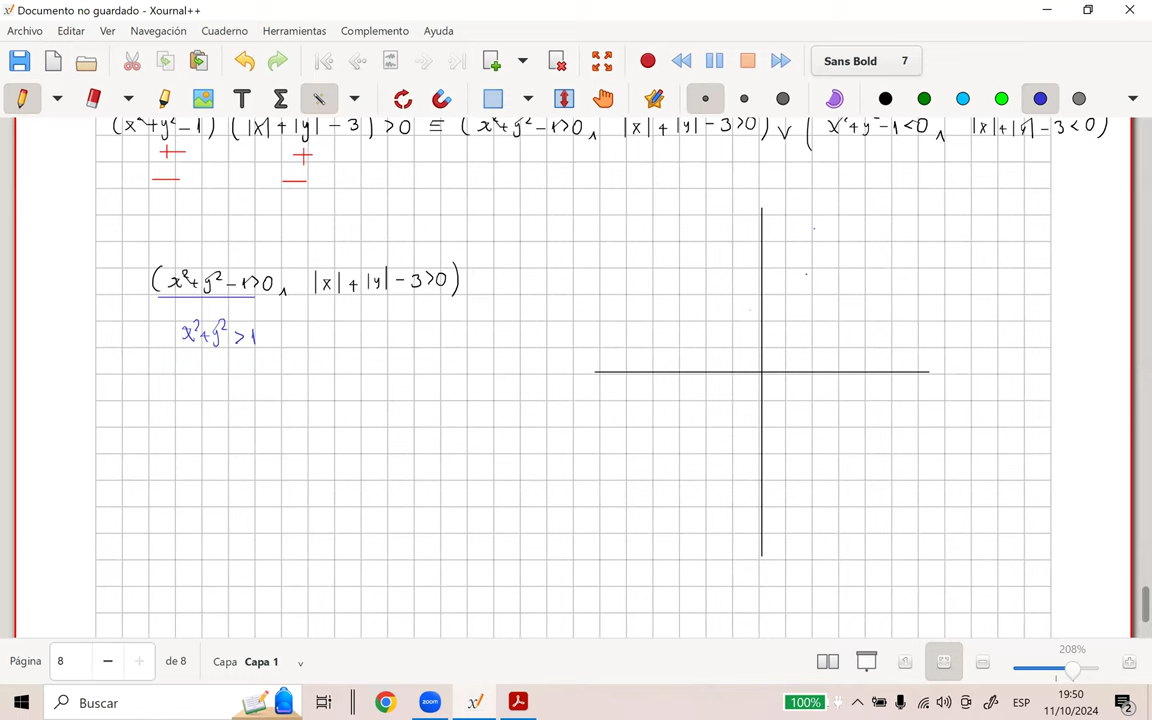 Documento no guardado - Xournal++
Archivo Editar Ver Navegación Cuaderno Herramientas Complemento Ayuda
Sans Bold 7
(x²+y²-1) (|x|+|y|-3)>0 ≡ (x²+y²-1>0 ∧ |x|+|y|-3>0) ∨ (x²+y²-1<0 ∧ |x|+|y|-3<0)
+ +
— —
(x²+y²-1>0 ∧ |x|+|y|-3>0)
x²+y²>1
Página 8 de 8 Capa Capa 1
208%
Buscar
100% ESP 19:50
11/10/2024
2